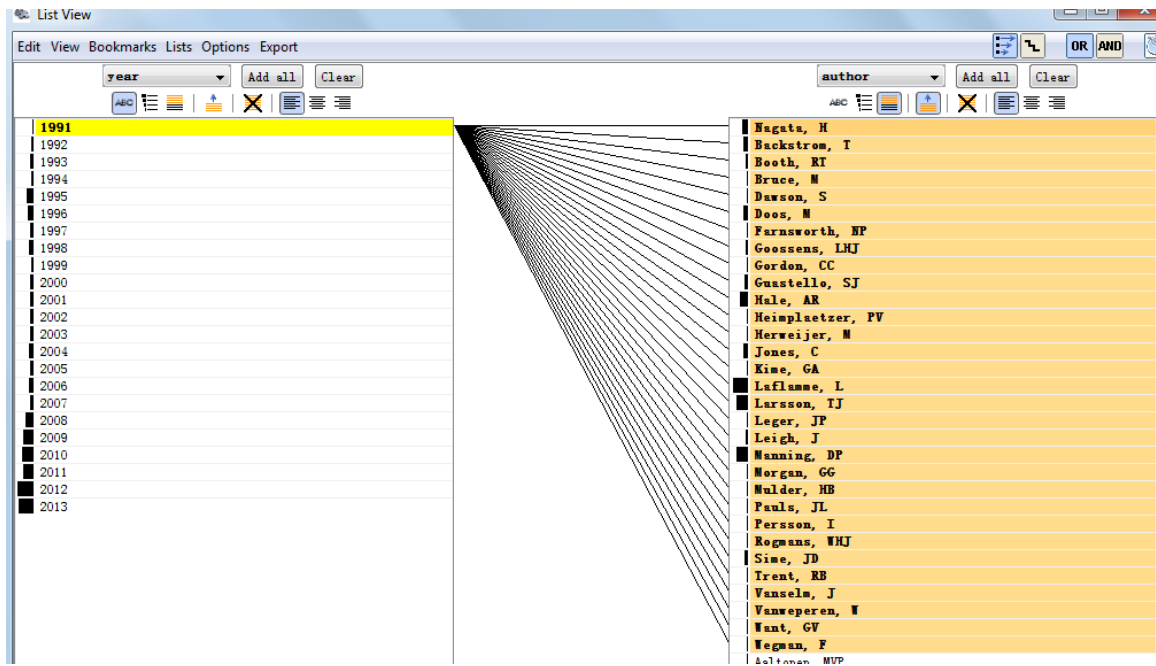 List View
Edit View Bookmarks Lists Options Export OR AND
year Add all Clear author Add all Clear
ABC ABC
1991
1992
1993
1994
1995
1996
1997
1998
1999
2000
2001
2002
2003
2004
2005
2006
2007
2008
2009
2010
2011
2012
2013
Nagata, H
Backstrom, T
Booth, RT
Bruce, M
Dawson, S
Doos, M
Farnsworth, NP
Goossens, LHJ
Gordon, CC
Guastello, SJ
Hale, AR
Heimplaetzer, PV
Herweijer, M
Jones, C
Kime, GA
Laflamme, L
Larsson, TJ
Leger, JP
Leigh, J
Manning, DP
Morgan, GG
Mulder, HB
Pauls, JL
Persson, I
Rogmans, WHJ
Sime, JD
Trent, RB
Vanselm, J
Vanweperen, W
Want, GV
Wegman, F
Aaltonen, MVP